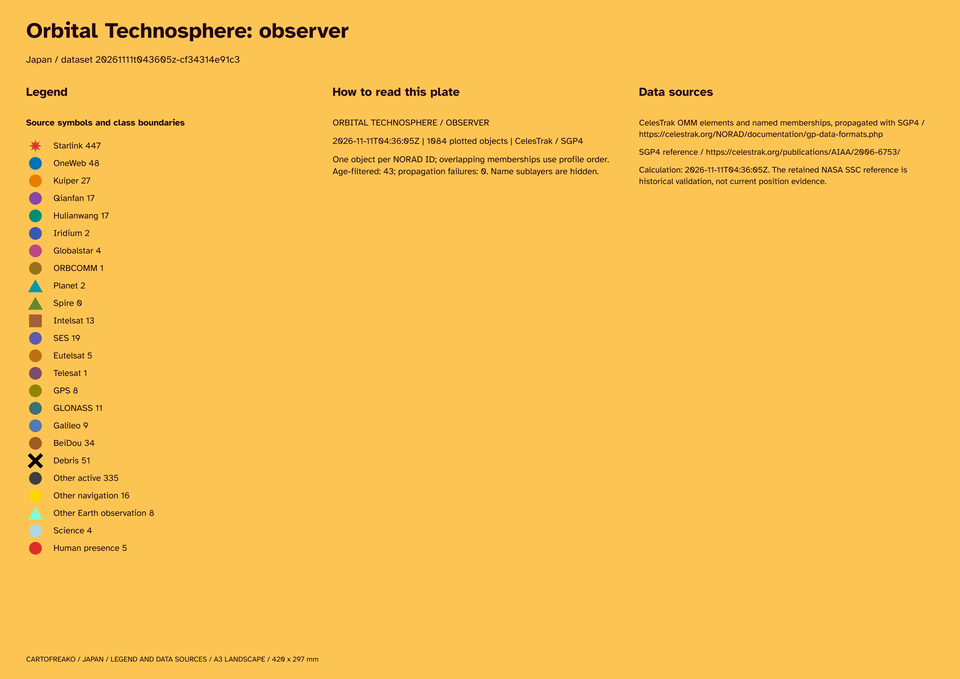 Orbital Technosphere: observer
Japan / dataset 20261111t043605z-cf34314e91c3
Legend
Source symbols and class boundaries
Starlink 447
OneWeb 48
Kuiper 27
Qianfan 17
Hulianwang 17
Iridium 2
Globalstar 4
ORBCOMM 1
Planet 2
Spire 0
Intelsat 13
SES 19
Eutelsat 5
Telesat 1
GPS 8
GLONASS 11
Galileo 9
BeiDou 34
Debris 51
Other active 335
Other navigation 16
Other Earth observation 8
Science 4
Human presence 5
How to read this plate
ORBITAL TECHNOSPHERE / OBSERVER
2026-11-11T04:36:05Z | 1084 plotted objects | CelesTrak / SGP4
One object per NORAD ID; overlapping memberships use profile order.
Age-filtered: 43; propagation failures: 0. Name sublayers are hidden.
Data sources
CelesTrak OMM elements and named memberships, propagated with SGP4 /
https://celestrak.org/NORAD/documentation/gp-data-formats.php
SGP4 reference / https://celestrak.org/publications/AIAA/2006-6753/
Calculation: 2026-11-11T04:36:05Z. The retained NASA SSC reference is
historical validation, not current position evidence.
CARTOFREAKO / JAPAN / LEGEND AND DATA SOURCES / A3 LANDSCAPE / 420 x 297 mm